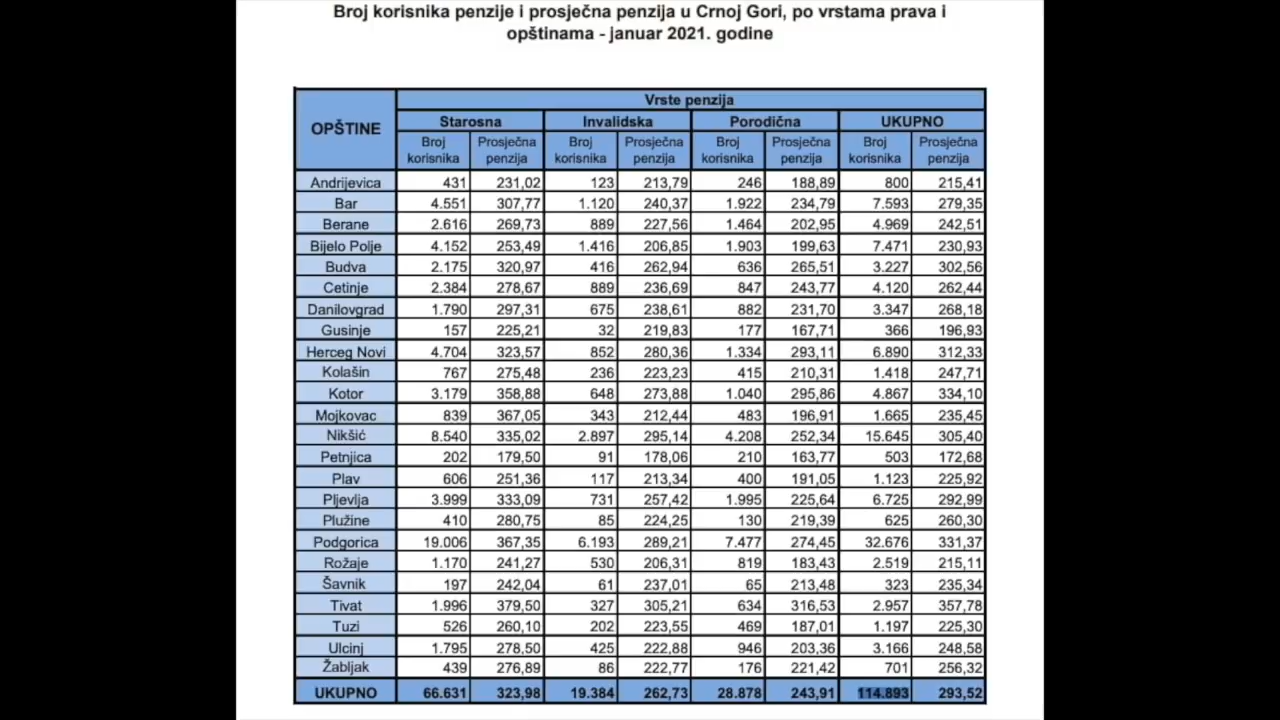 Broj korisnika penzije i prosječna penzija u Crnoj Gori, po vrstama prava i
opštinama - januar 2021. godine
OPŠTINE Vrste penzija
Starosna Invalidska Porodična UKUPNO
Broj korisnika Prosječna penzija Broj korisnika Prosječna penzija Broj korisnika Prosječna penzija Broj korisnika Prosječna penzija
Andrijevica 431 231,02 123 213,79 246 188,89 800 215,41
Bar 4.551 307,77 1.120 240,37 1.922 234,79 7.593 279,35
Berane 2.616 269,73 889 227,56 1.464 202,95 4.969 242,51
Bijelo Polje 4.152 253,49 1.416 206,85 1.903 199,63 7.471 230,93
Budva 2.175 320,97 416 262,94 636 265,51 3.227 302,56
Cetinje 2.384 278,67 889 236,69 847 243,77 4.120 262,44
Danilovgrad 1.790 297,31 675 238,61 882 231,70 3.347 268,18
Gusinje 157 225,21 32 219,83 177 167,71 366 196,93
Herceg Novi 4.704 323,57 852 280,36 1.334 293,11 6.890 312,33
Kolašin 767 275,48 236 223,23 415 210,31 1.418 247,71
Kotor 3.179 358,88 648 273,88 1.040 295,86 4.867 334,10
Mojkovac 839 367,05 343 212,44 483 196,91 1.665 235,45
Nikšić 8.540 335,02 2.897 295,14 4.208 252,34 15.645 305,40
Petnjica 202 179,50 91 178,06 210 163,77 503 172,68
Plav 606 251,36 117 213,34 400 191,05 1.123 225,92
Pljevlja 3.999 333,09 731 257,42 1.995 225,64 6.725 292,99
Plužine 410 280,75 85 224,25 130 219,39 625 260,30
Podgorica 19.006 367,35 6.193 289,21 7.477 274,45 32.676 331,37
Rožaje 1.170 241,27 530 206,31 819 183,43 2.519 215,11
Šavnik 197 242,04 61 237,01 65 213,48 323 235,34
Tivat 1.996 379,50 327 305,21 634 316,53 2.957 357,78
Tuzi 526 260,10 202 223,55 469 187,01 1.197 225,30
Ulcinj 1.795 278,50 425 222,88 946 203,36 3.166 248,58
Žabljak 439 276,89 86 222,77 176 221,42 701 256,32
UKUPNO 66.631 323,98 19.384 262,73 28.878 243,91 114.893 293,52